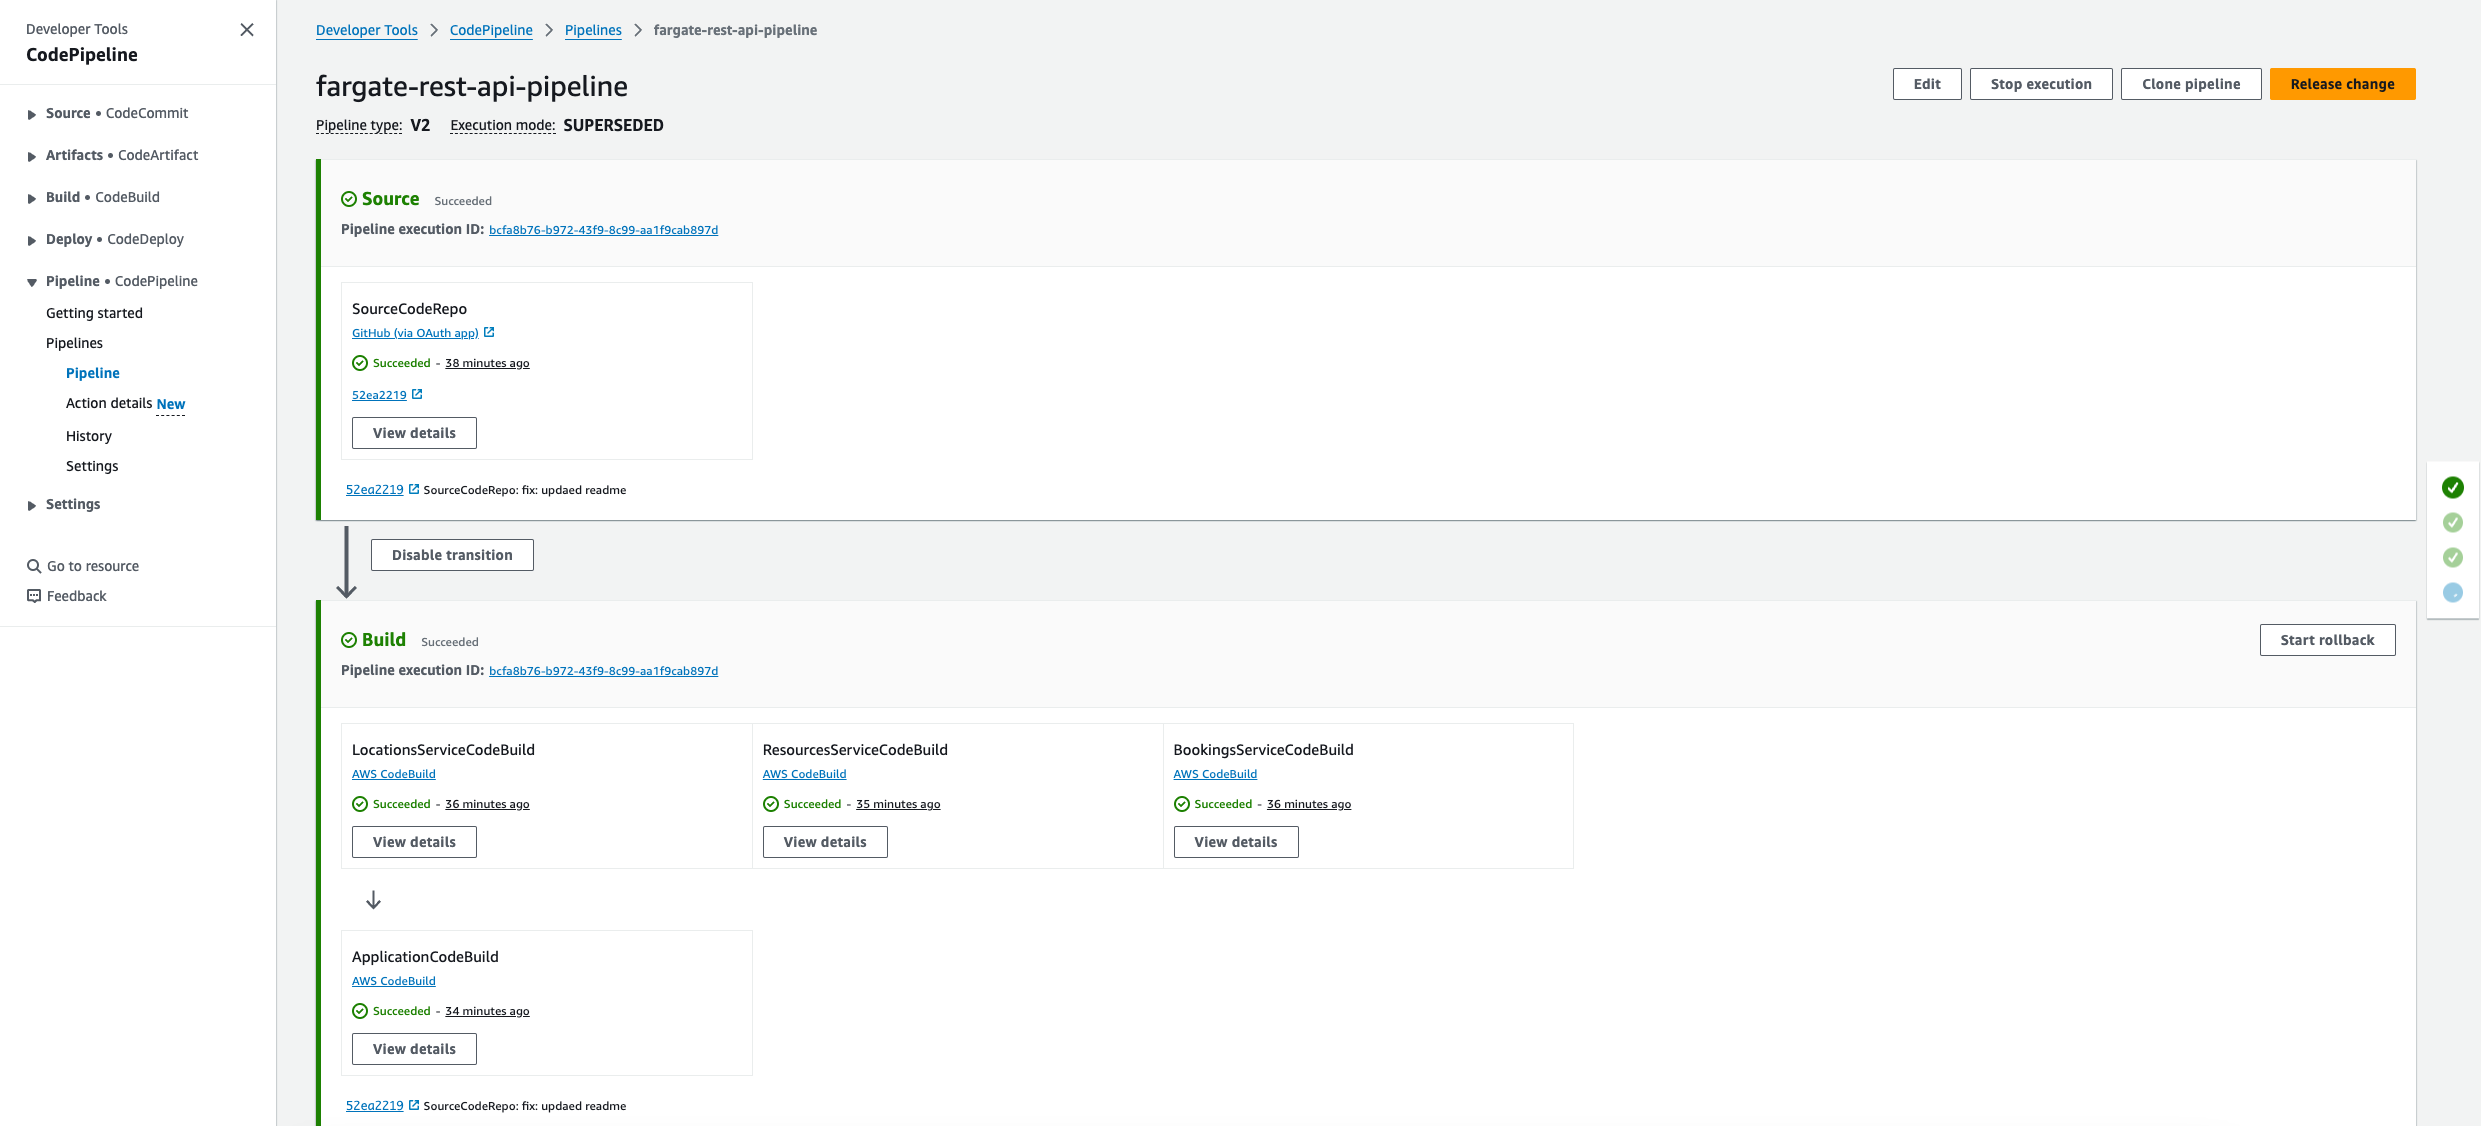 Developer Tools
CodePipeline
Source • CodeCommit
Artifacts • CodeArtifact
Build • CodeBuild
Deploy • CodeDeploy
Pipeline • CodePipeline
Getting started
Pipelines
Pipeline
Action details New
History
Settings
Settings
Go to resource
Feedback
Developer Tools > CodePipeline > Pipelines > fargate-rest-api-pipeline
fargate-rest-api-pipeline
Edit
Stop execution
Clone pipeline
Release change
Pipeline type: V2 Execution mode: SUPERSEDED
Source Succeeded
Pipeline execution ID: bcfa8b76-b972-43f9-8c99-aa1f9cab897d
SourceCodeRepo
GitHub (via OAuth app)
Succeeded - 38 minutes ago
52ea2219
View details
52ea2219 SourceCodeRepo: fix: updaed readme
Disable transition
Build Succeeded
Start rollback
Pipeline execution ID: bcfa8b76-b972-43f9-8c99-aa1f9cab897d
LocationsServiceCodeBuild
AWS CodeBuild
Succeeded - 36 minutes ago
View details
ResourcesServiceCodeBuild
AWS CodeBuild
Succeeded - 35 minutes ago
View details
BookingsServiceCodeBuild
AWS CodeBuild
Succeeded - 36 minutes ago
View details
ApplicationCodeBuild
AWS CodeBuild
Succeeded - 34 minutes ago
View details
52ea2219 SourceCodeRepo: fix: updaed readme